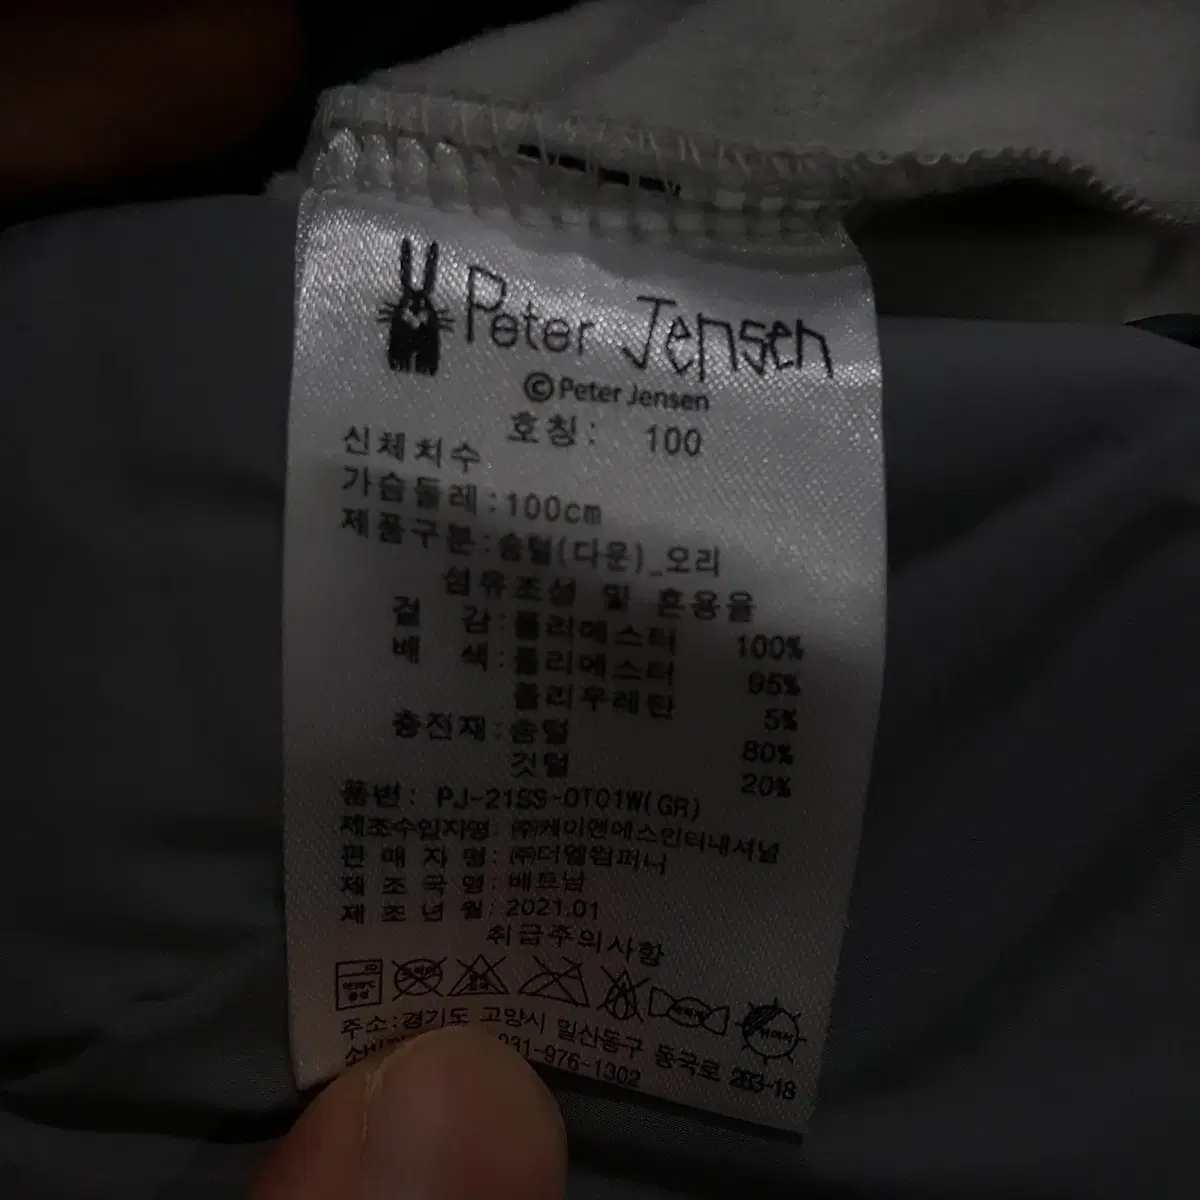 Peter Jensen
©Peter Jensen
호칭: 100
신체치수
가슴둘레:100cm
제품구분:솜털(다운)_오리
섬유조성 및 혼용율
겉 감:폴리에스터 100%
배 색:폴리에스터 95%
폴리우레탄 5%
충전재:솜털 80%
깃털 20%
품번: PJ-21SS-OT01W(GR)
제조수입자명: ㈜케이엔에스인터내셔널
판 매 자 명: ㈜더엘컴퍼니
제 조 국 명: 베트남
제 조 년 월: 2021.01
취급주의사항
주소:경기도 고양시 일산동구 동국로 283-18
031-976-1302